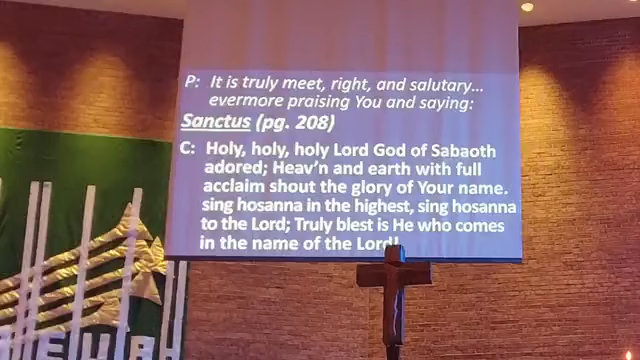 P: It is truly meet, right, and salutary...
evermore praising You and saying:
Sanctus (pg. 208)
C: Holy, holy, holy Lord God of Sabaoth
adored; Heav'n and earth with full
acclaim shout the glory of Your name.
sing hosanna in the highest, sing hosanna
to the Lord; Truly blest is He who comes
in the name of the Lord!